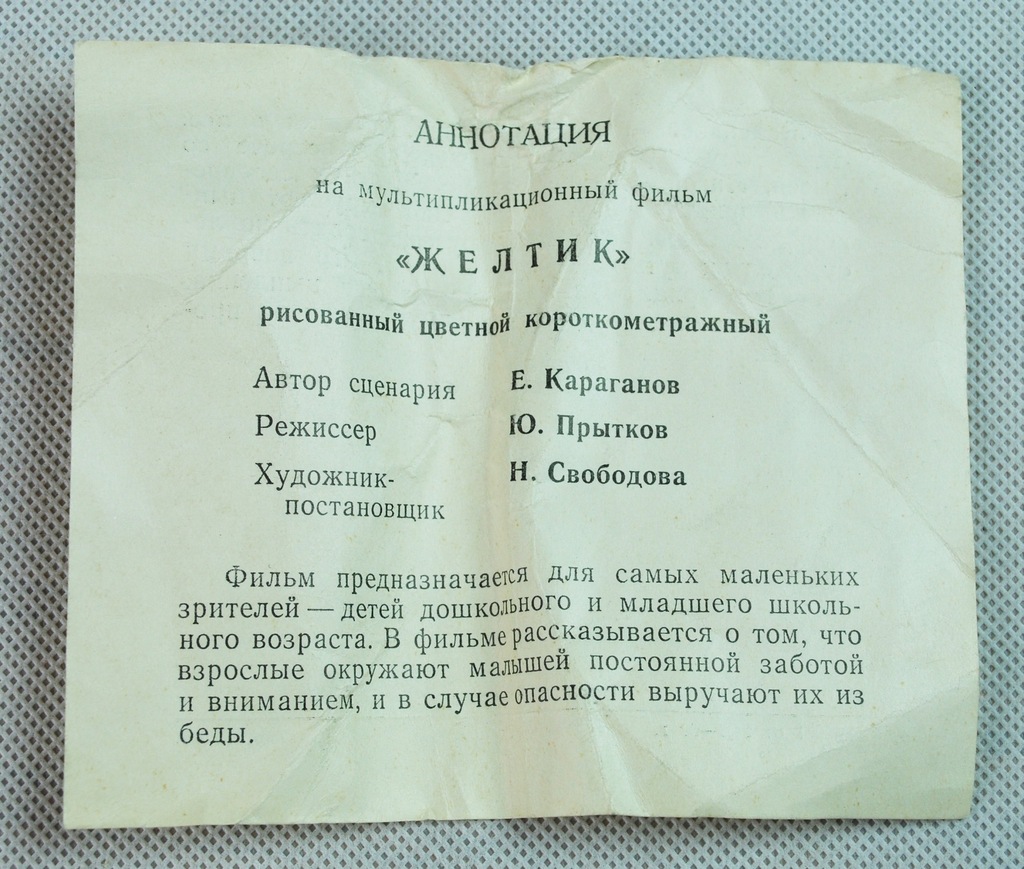 АННОТАЦИЯ
на мультипликационный фильм
«ЖЕЛТИК»
рисованный цветной короткометражный
Автор сценария Е. Караганов
Режиссер Ю. Прытков
Художник- Н. Свободова
постановщик
Фильм предназначается для самых маленьких
зрителей — детей дошкольного и младшего школь-
ного возраста. В фильме рассказывается о том, что
взрослые окружают малышей постоянной заботой
и вниманием, и в случае опасности выручают их из
беды.